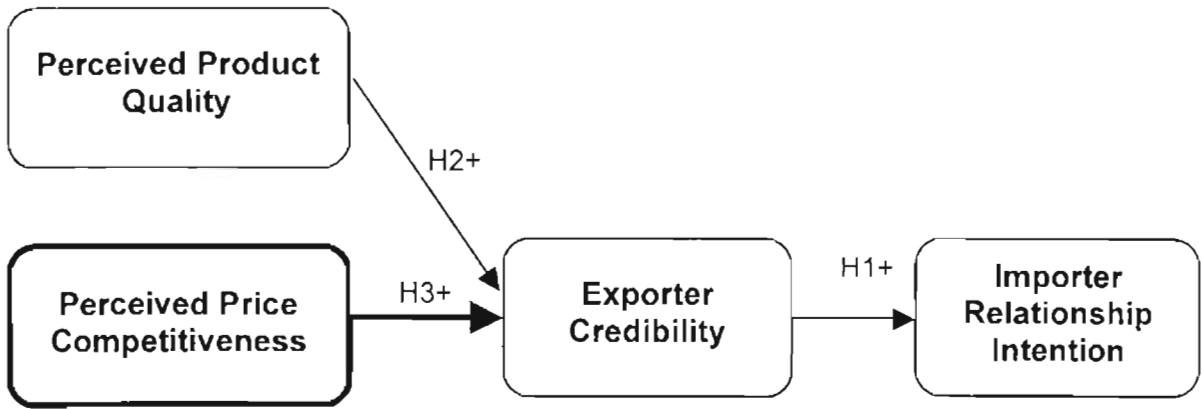 Perceived Product
Quality
H2+
Perceived Price
Competitiveness
H3+
Exporter
Credibility
H1+
Importer
Relationship
Intention